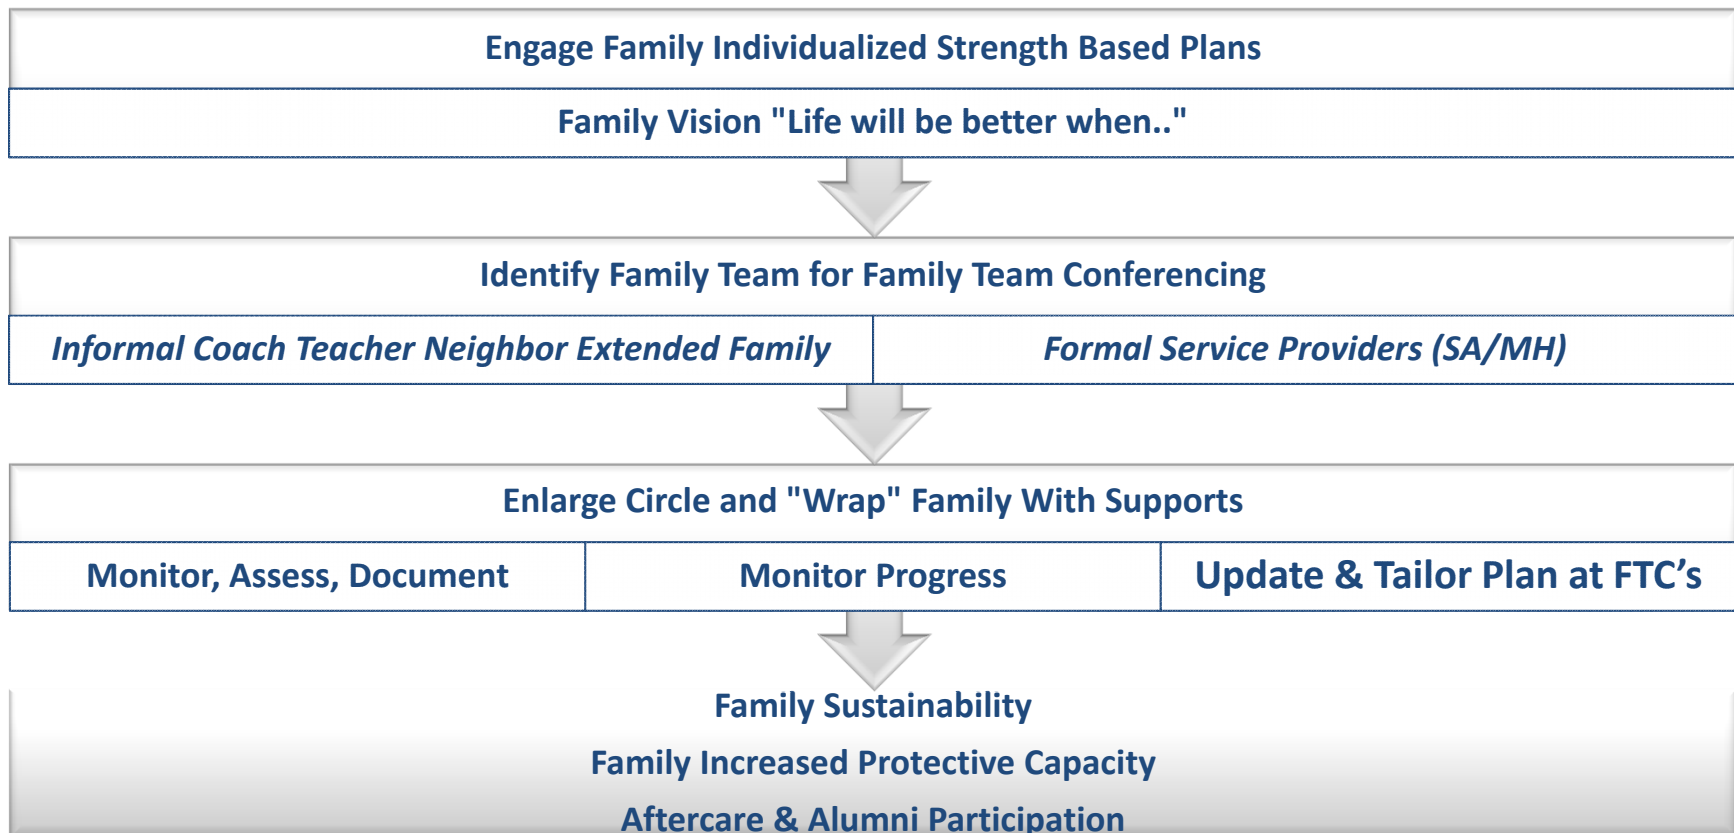 Engage Family Individualized Strength Based Plans
Family Vision "Life will be better when.."
Identify Family Team for Family Team Conferencing
Informal Coach Teacher Neighbor Extended Family
Formal Service Providers (SA/MH)
Enlarge Circle and "Wrap" Family With Supports
Monitor, Assess, Document
Monitor Progress
Update & Tailor Plan at FTC’s
Family Sustainability
Family Increased Protective Capacity
Aftercare & Alumni Participation